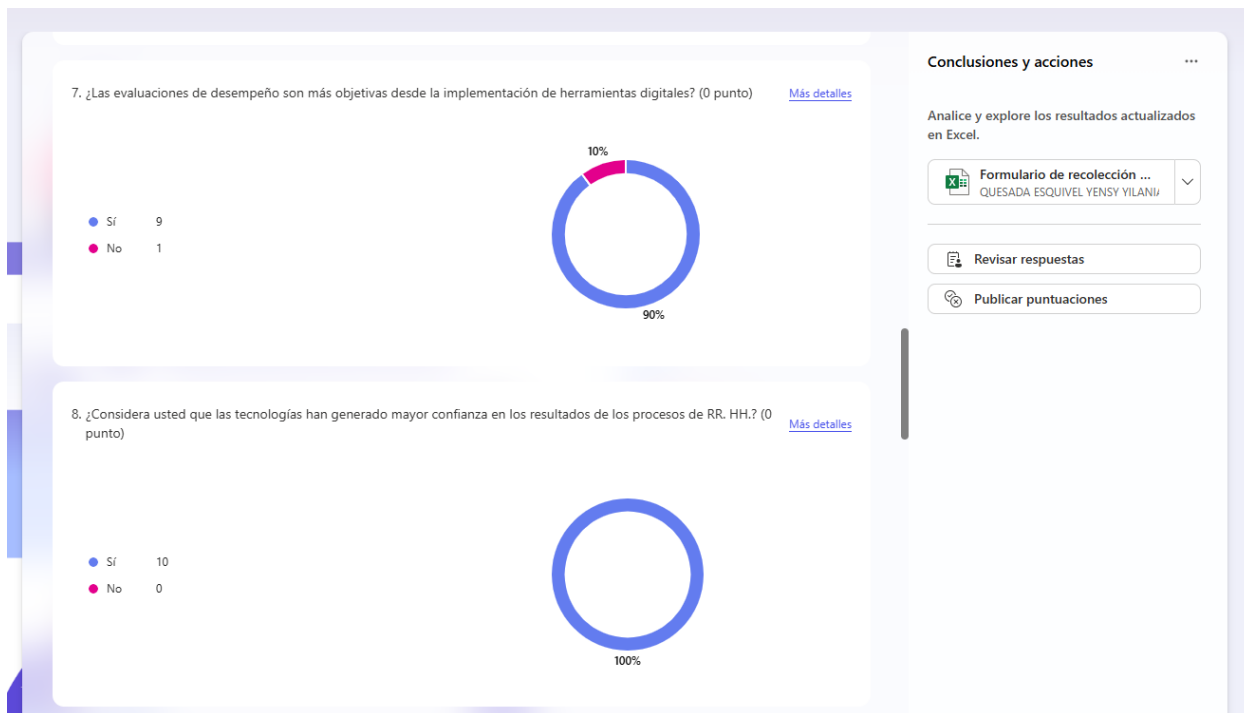 7. ¿Las evaluaciones de desempeño son más objetivas desde la implementación de herramientas digitales? (0 punto)
Más detalles
10%
Sí 9
No 1
90%
8. ¿Considera usted que las tecnologías han generado mayor confianza en los resultados de los procesos de RR. HH.? (0
punto)
Más detalles
Sí 10
No 0
100%
Conclusiones y acciones
Analice y explore los resultados actualizados
en Excel.
Formulario de recolección ...
QUESADA ESQUIVEL YENSY YILANI
Revisar respuestas
Publicar puntuaciones